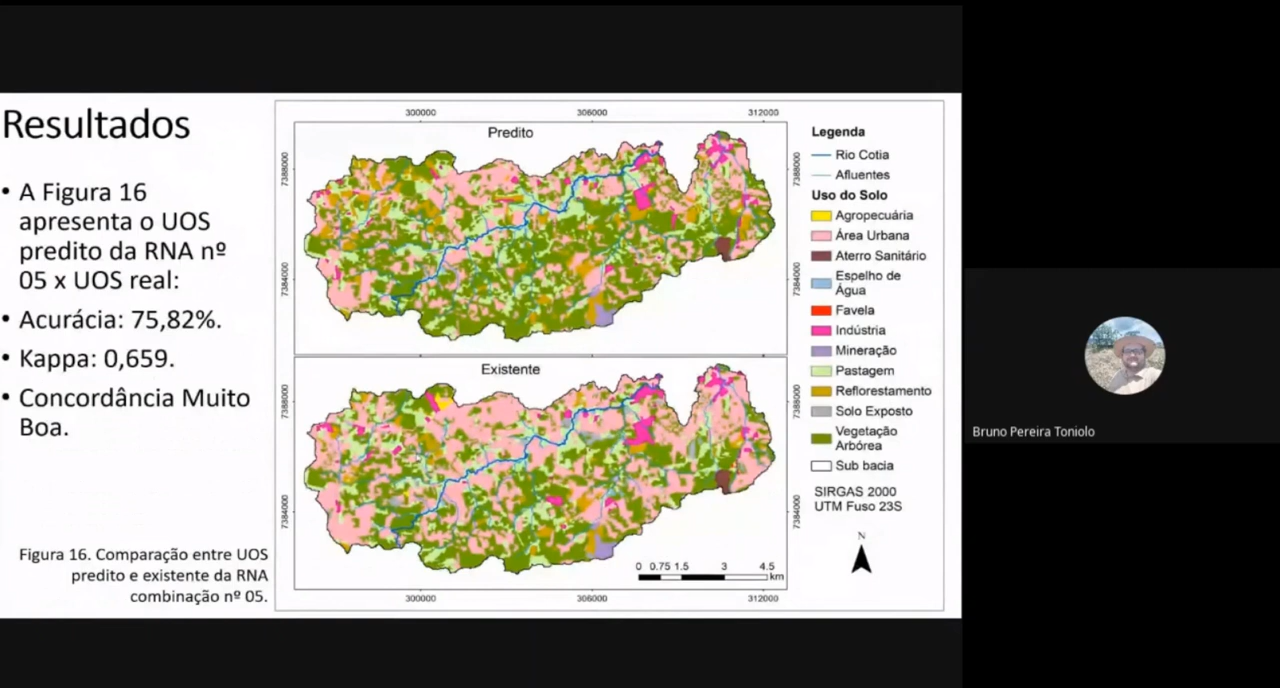 Resultados
• A Figura 16
apresenta o UOS
predito da RNA nº
05 x UOS real:
• Acurácia: 75,82%.
• Kappa: 0,659.
• Concordância Muito
Boa.
Figura 16. Comparação entre UOS
predito e existente da RNA
combinação nº 05.
300000 306000 312000
Predito
7388000 7388000
7384000 7384000
Existente
7388000 7388000
7384000 7384000
0 0.75 1.5 3 4.5
km
300000 306000 312000
Legenda
Rio Cotia
Afluentes
Uso do Solo
Agropecuária
Área Urbana
Aterro Sanitário
Espelho de
Água
Favela
Indústria
Mineração
Pastagem
Reflorestamento
Solo Exposto
Vegetação
Arbórea
Sub bacia
SIRGAS 2000
UTM Fuso 23S
N
Bruno Pereira Toniolo